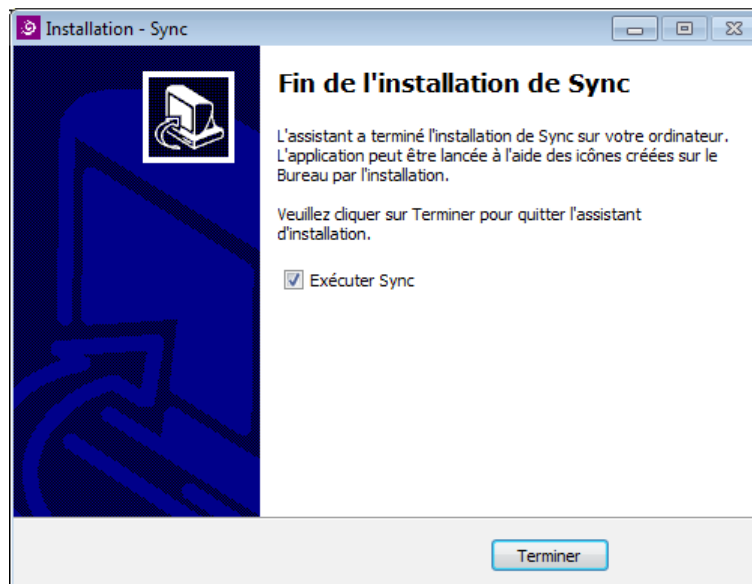 Installation - Sync
Fin de l'installation de Sync
L'assistant a terminé l'installation de Sync sur votre ordinateur.
L'application peut être lancée à l'aide des icônes créées sur le
Bureau par l'installation.
Veuillez cliquer sur Terminer pour quitter l'assistant
d'installation.
Exécuter Sync
Terminer